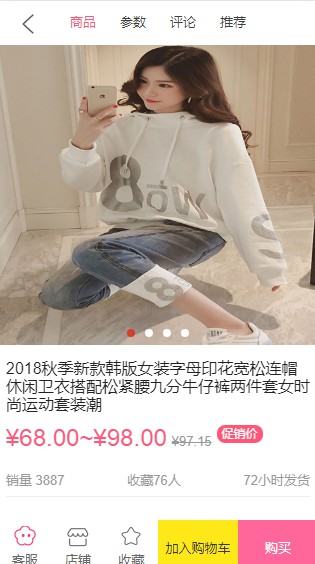 商品 参数 评论 推荐
8
BŌW
8
2018秋季新款韩版女装字母印花宽松连帽
休闲卫衣搭配松紧腰九分牛仔裤两件套女时
尚运动套装潮
¥68.00~¥98.00 ¥97.15 促销价
销量 3887 收藏76人 72小时发货
客服 店铺 收藏 加入购物车 购买